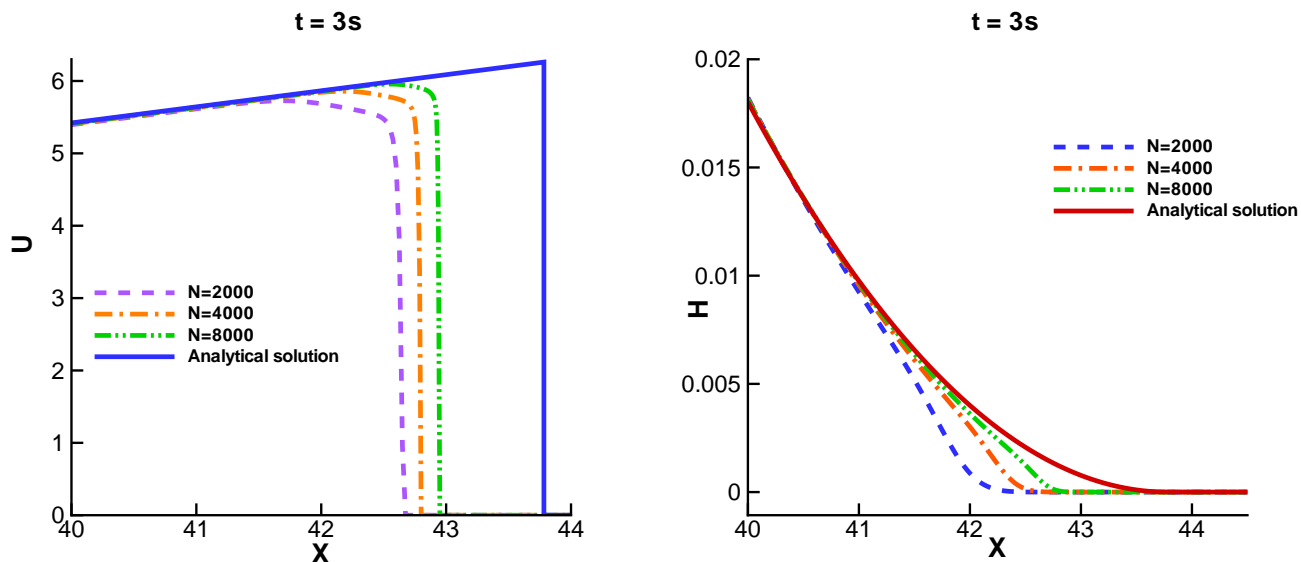 t = 3s
U
6
5
4
3
2
1
0
N=2000
N=4000
N=8000
Analytical solution
40 41 42 43 44
X
t = 3s
H
0.02
0.015
0.01
0.005
0
N=2000
N=4000
N=8000
Analytical solution
40 41 42 43 44
X